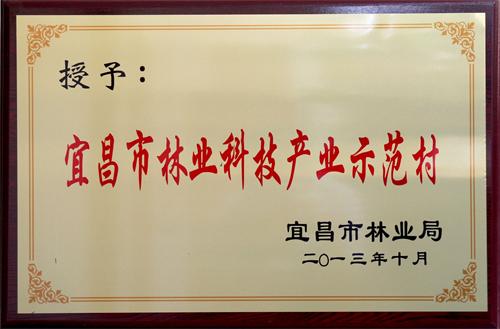 授予：
宜昌市林业科技产业示范村
宜昌市林业局
二〇一三年十月